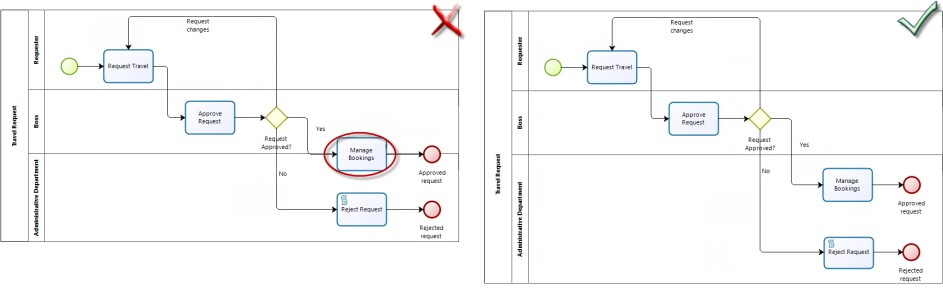 Travel Request
Requester
Boss
Administrative Department
Request
changes
Request Travel
Approve
Request
Request
Approved?
Yes
No
Manage
Bookings
Approved
request
Reject Request
Rejected
request
Travel Request
Requester
Boss
Administrative Department
Request
changes
Request Travel
Approve
Request
Request
Approved?
Yes
No
Manage
Bookings
Approved
request
Reject Request
Rejected
request